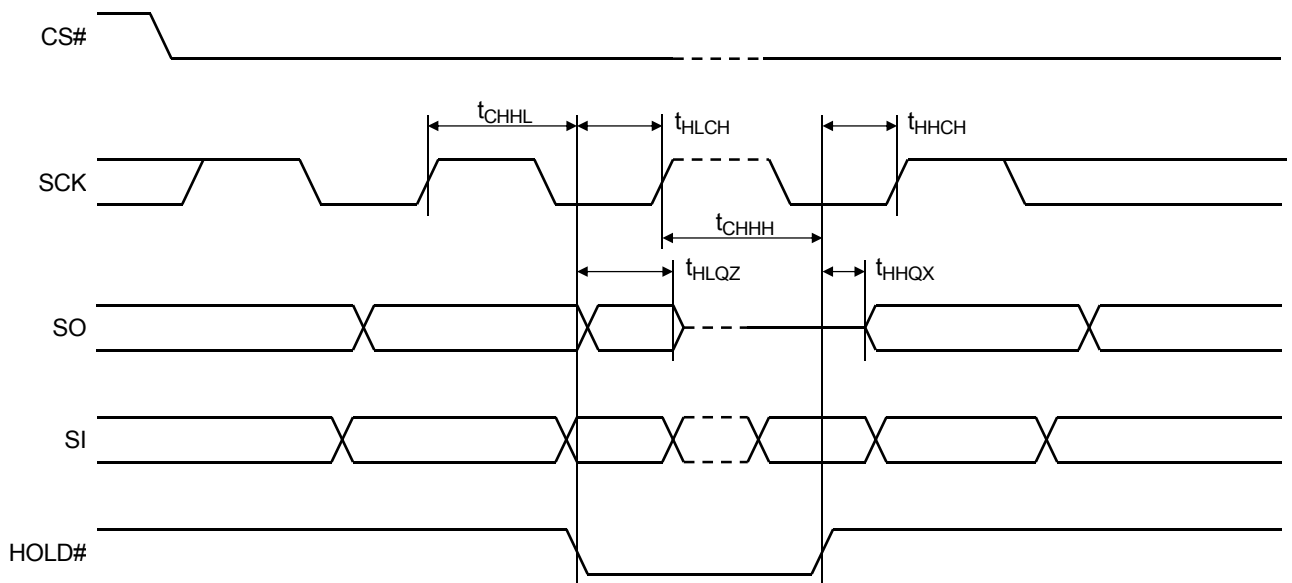 CS#
tCHHL
tHLCH
tHHCH
SCK
tCHHH
tHLQZ
tHHQX
SO
SI
HOLD#